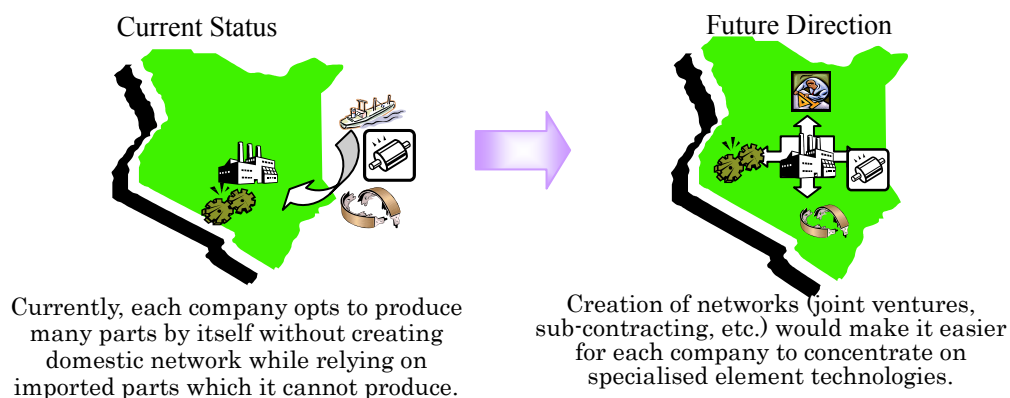 Current Status
Currently, each company opts to produce
many parts by itself without creating
domestic network while relying on
imported parts which it cannot produce.
Future Direction
Creation of networks (joint ventures,
sub-contracting, etc.) would make it easier
for each company to concentrate on
specialised element technologies.